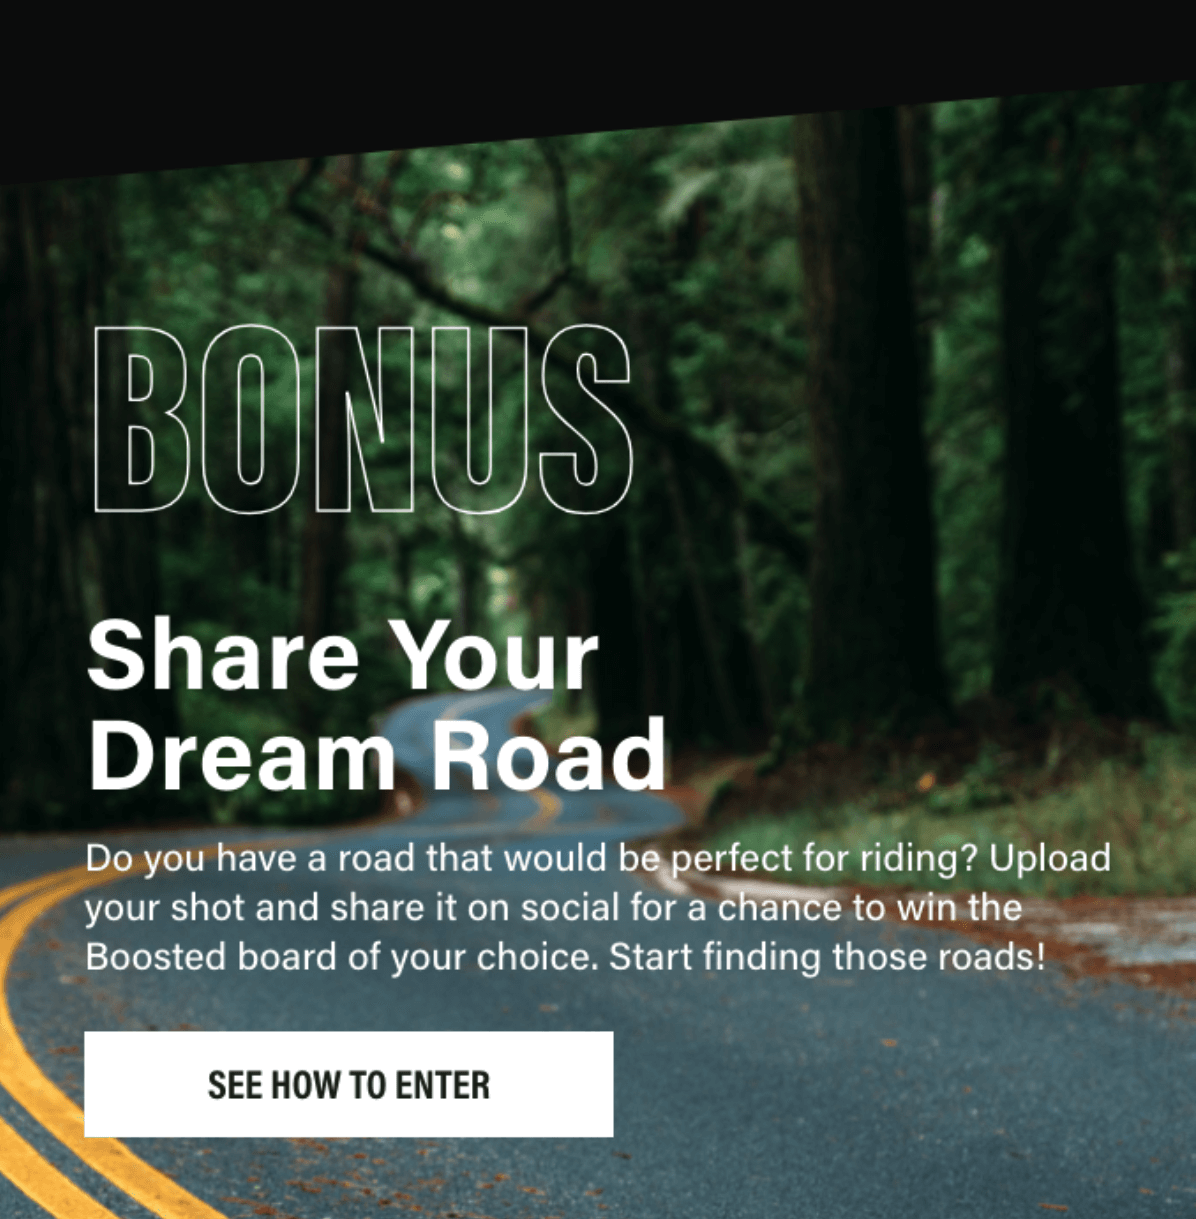 BONUS
Share Your
Dream Road
Do you have a road that would be perfect for riding? Upload
your shot and share it on social for a chance to win the
Boosted board of your choice. Start finding those roads!
SEE HOW TO ENTER